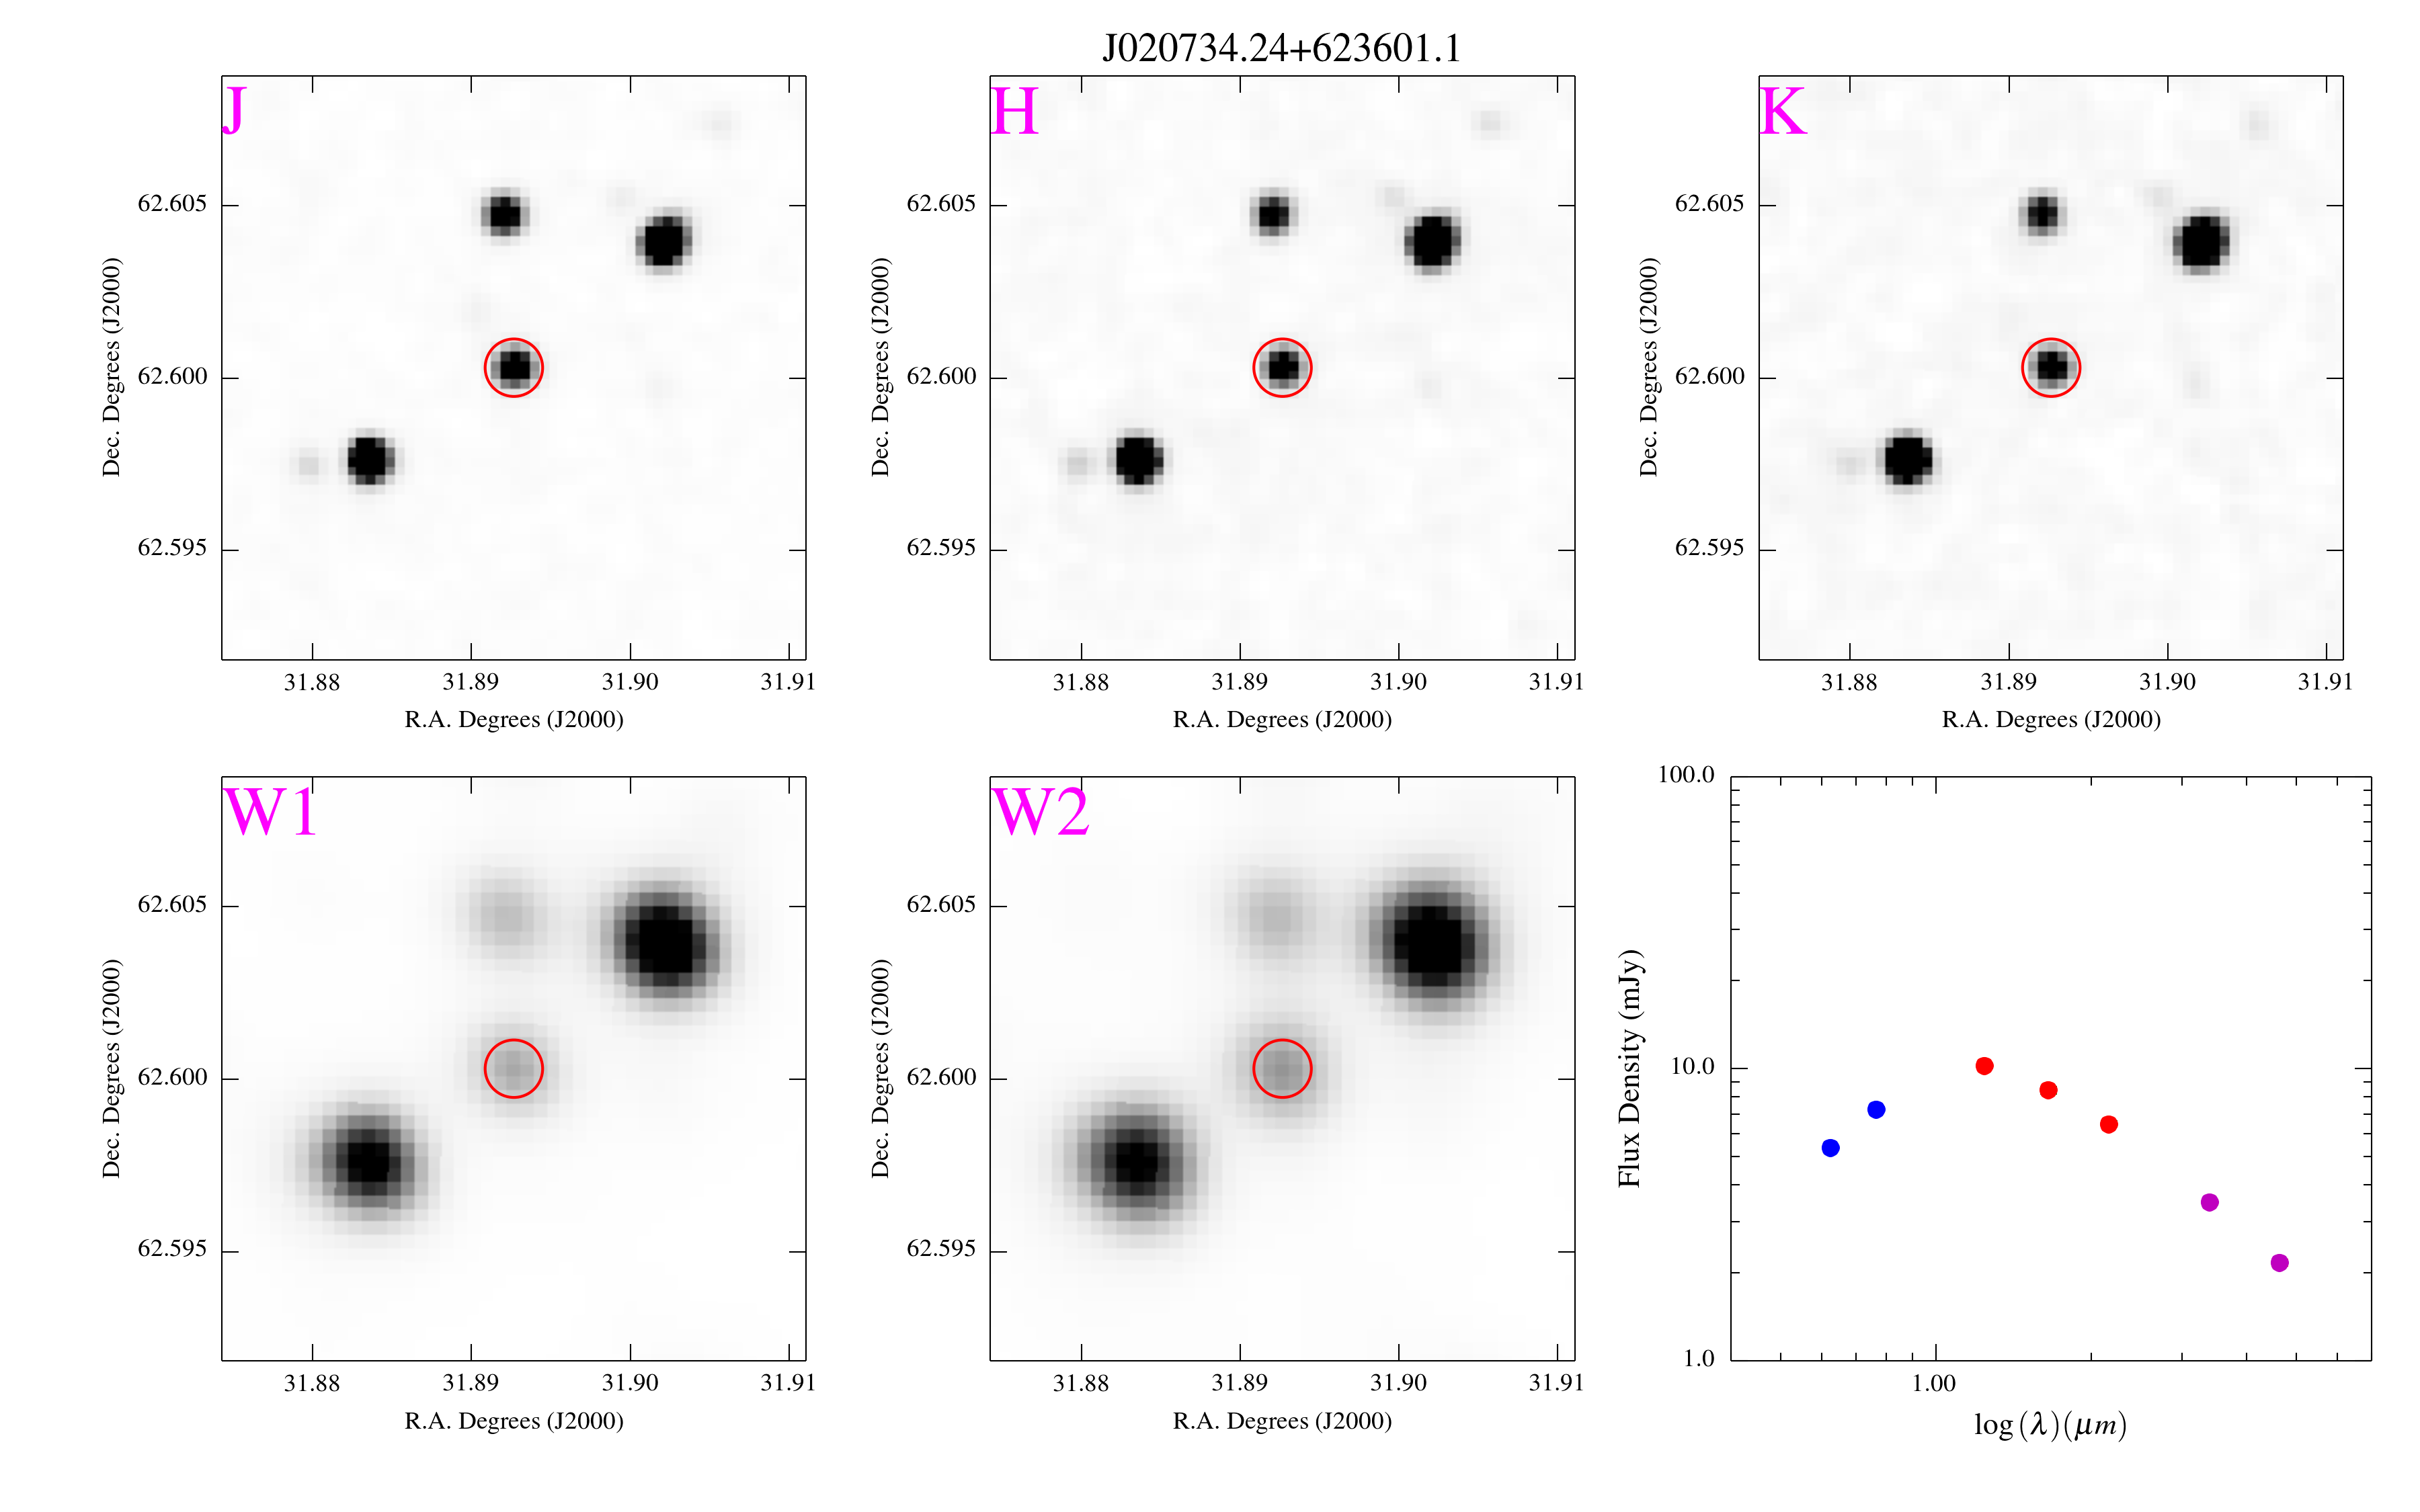 J020734.24+623601.1
J
H
K
Dec. Degrees (J2000)
62.605
62.600
62.595
31.88 31.89 31.90 31.91
R.A. Degrees (J2000)
Dec. Degrees (J2000)
62.605
62.600
62.595
31.88 31.89 31.90 31.91
R.A. Degrees (J2000)
Dec. Degrees (J2000)
62.605
62.600
62.595
31.88 31.89 31.90 31.91
R.A. Degrees (J2000)
W1
Dec. Degrees (J2000)
62.605
62.600
62.595
31.88 31.89 31.90 31.91
R.A. Degrees (J2000)
W2
Dec. Degrees (J2000)
62.605
62.600
62.595
31.88 31.89 31.90 31.91
R.A. Degrees (J2000)
Flux Density (mJy)
100.0
10.0
1.0
1.00
log(λ)(μm)